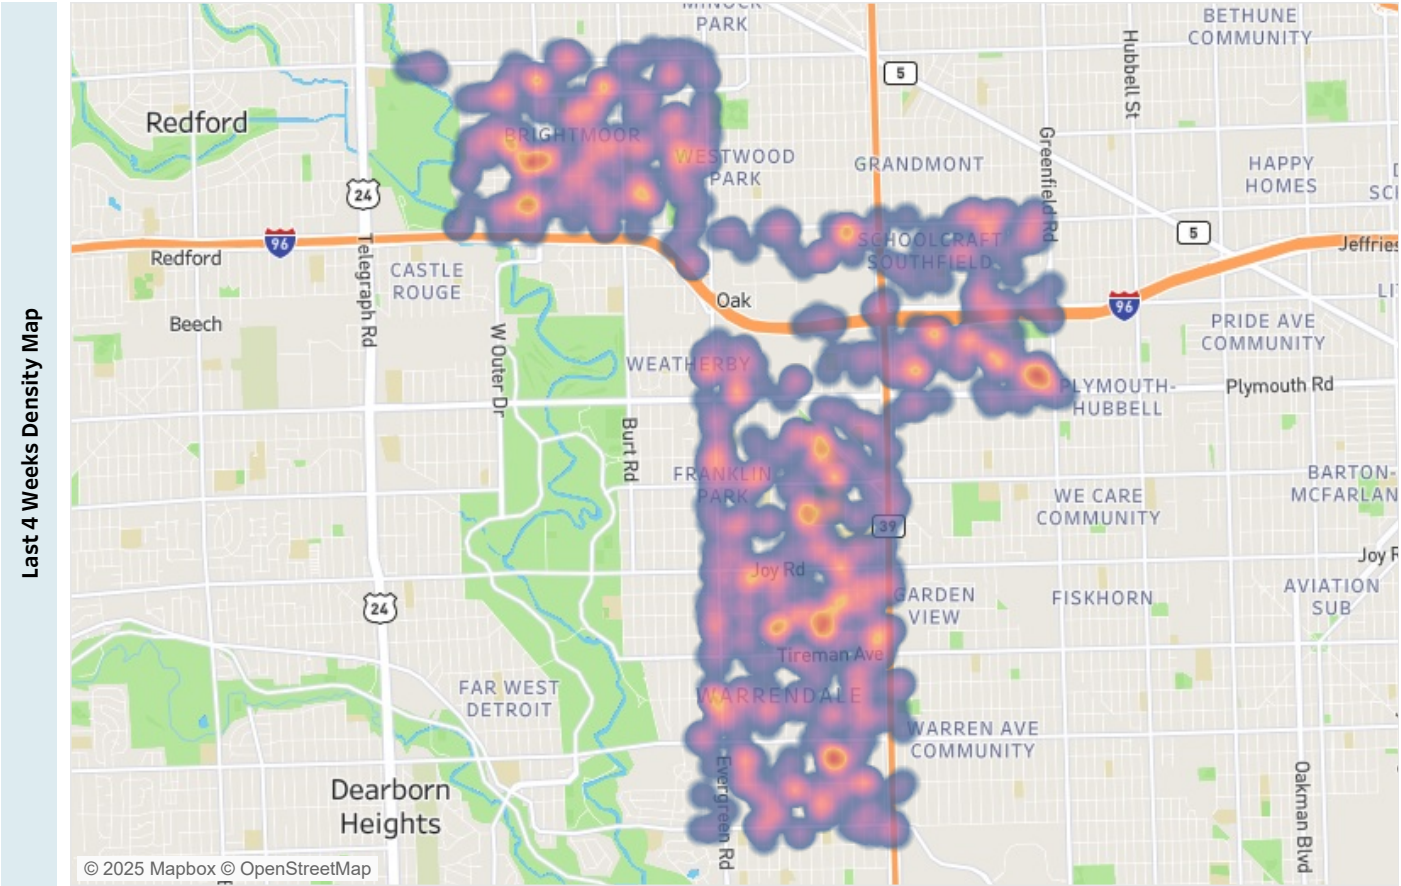 Last 4 Weeks Density Map
MINOCK
PARK
BETHUNE
COMMUNITY
Hubbell St
5
Redford
BRIGHTMOOR
WESTWOOD
PARK
GRANDMONT
Greenfield Rd
HAPPY
HOMES
24
96
Redford
Telegraph Rd
CASTLE
ROUGE
SCHOOLCRAFT
SOUTHFIELD
5
Jeffries
Oak
96
Beech
W Outer Dr
WEATHERBY
PRIDE AVE
COMMUNITY
PLYMOUTH-
HUBBELL
Plymouth Rd
Burt Rd
FRANKLIN
PARK
WE CARE
COMMUNITY
BARTON-
MCFARLAN
39
Joy Rd
Joy R
24
GARDEN
VIEW
FISKHORN
AVIATION
SUB
Tireman Ave
FAR WEST
DETROIT
WARRENDALE
WARREN AVE
COMMUNITY
Dearborn
Heights
Evergreen Rd
Oakman Blvd
© 2025 Mapbox © OpenStreetMap